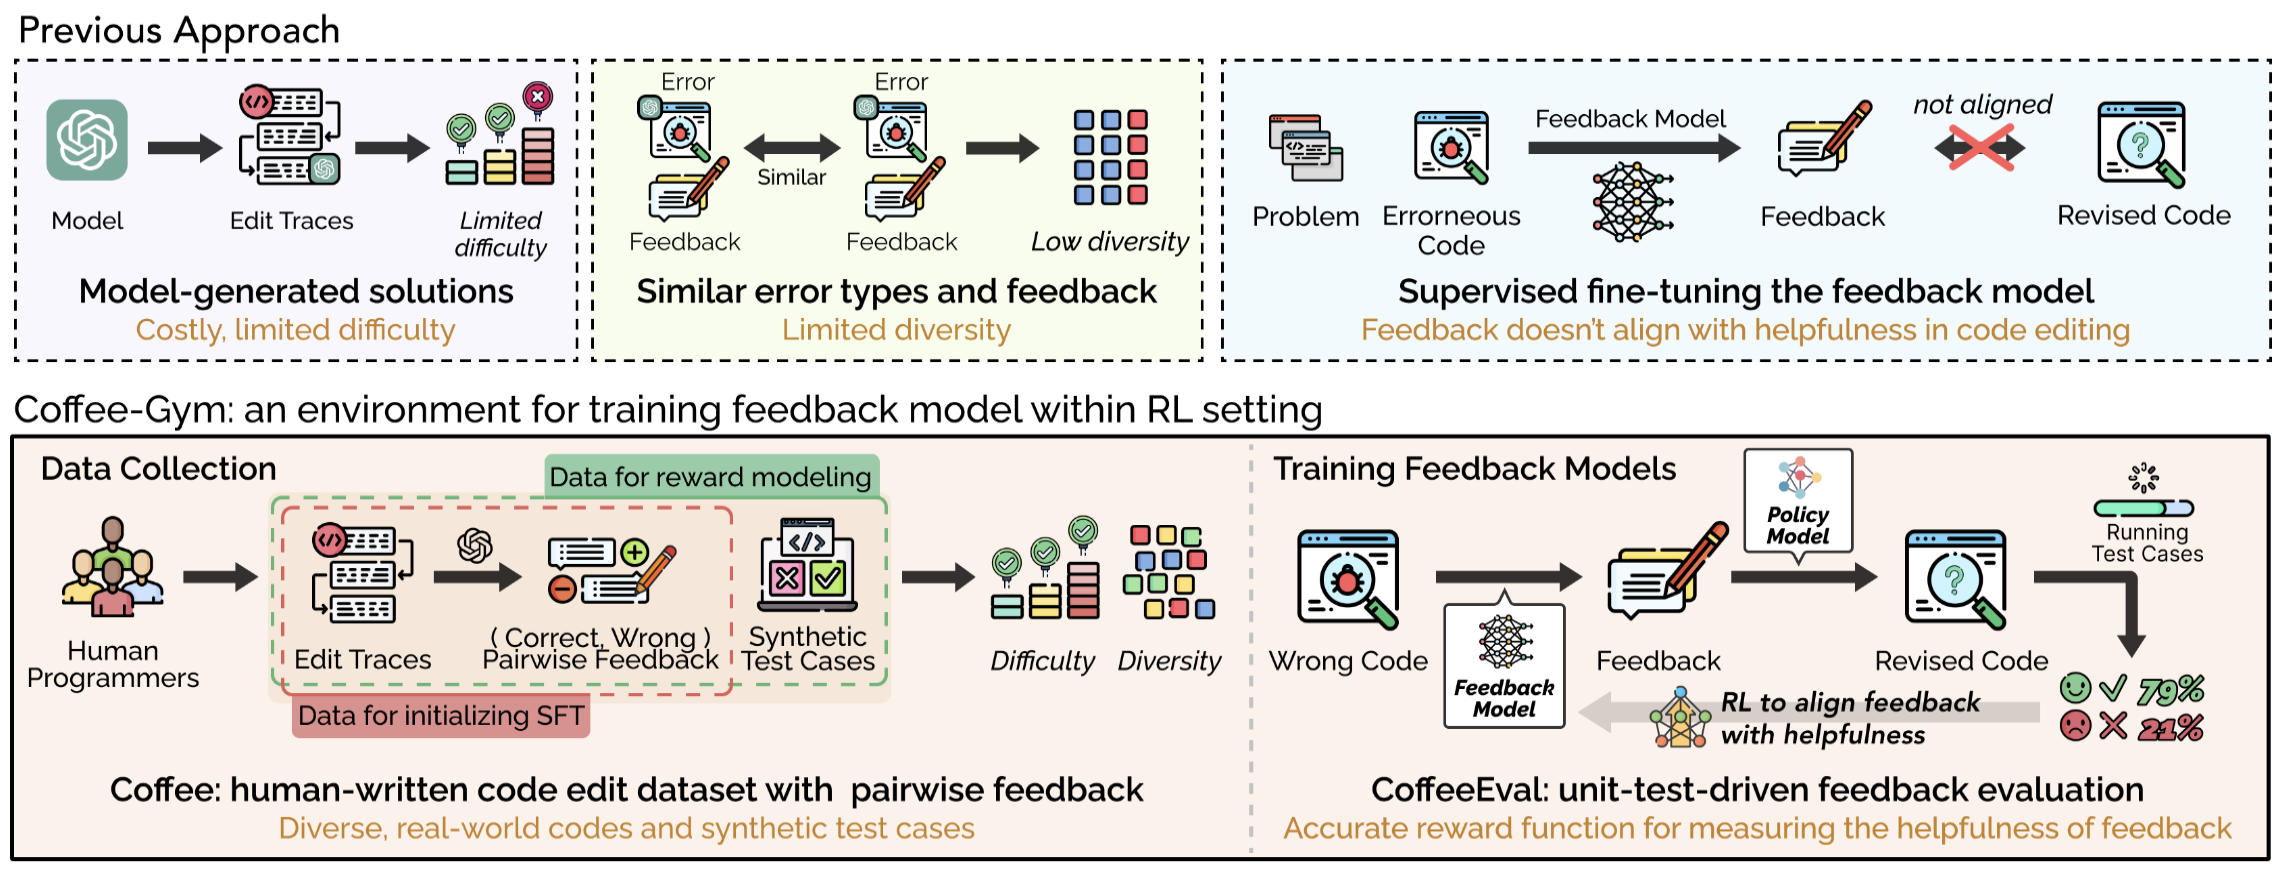 Previous Approach
Model
Edit Traces
Limited
difficulty
Model-generated solutions
Costly, limited difficulty
Error
Error
Similar
Feedback
Feedback
Low diversity
Similar error types and feedback
Limited diversity
Problem
Errorneous
Code
Feedback Model
Feedback
not aligned
Revised Code
Supervised fine-tuning the feedback model
Feedback doesn't align with helpfulness in code editing
Coffee-Gym: an environment for training feedback model within RL setting
Data Collection
Data for reward modeling
Human
Programmers
Edit Traces
( Correct, Wrong )
Pairwise Feedback
Synthetic
Test Cases
Data for initializing SFT
Difficulty
Diversity
Coffee: human-written code edit dataset with pairwise feedback
Diverse, real-world codes and synthetic test cases
Training Feedback Models
Wrong Code
Feedback
Model
Feedback
Policy
Model
Revised Code
Running
Test Cases
79%
21%
RL to align feedback
with helpfulness
CoffeeEval: unit-test-driven feedback evaluation
Accurate reward function for measuring the helpfulness of feedback